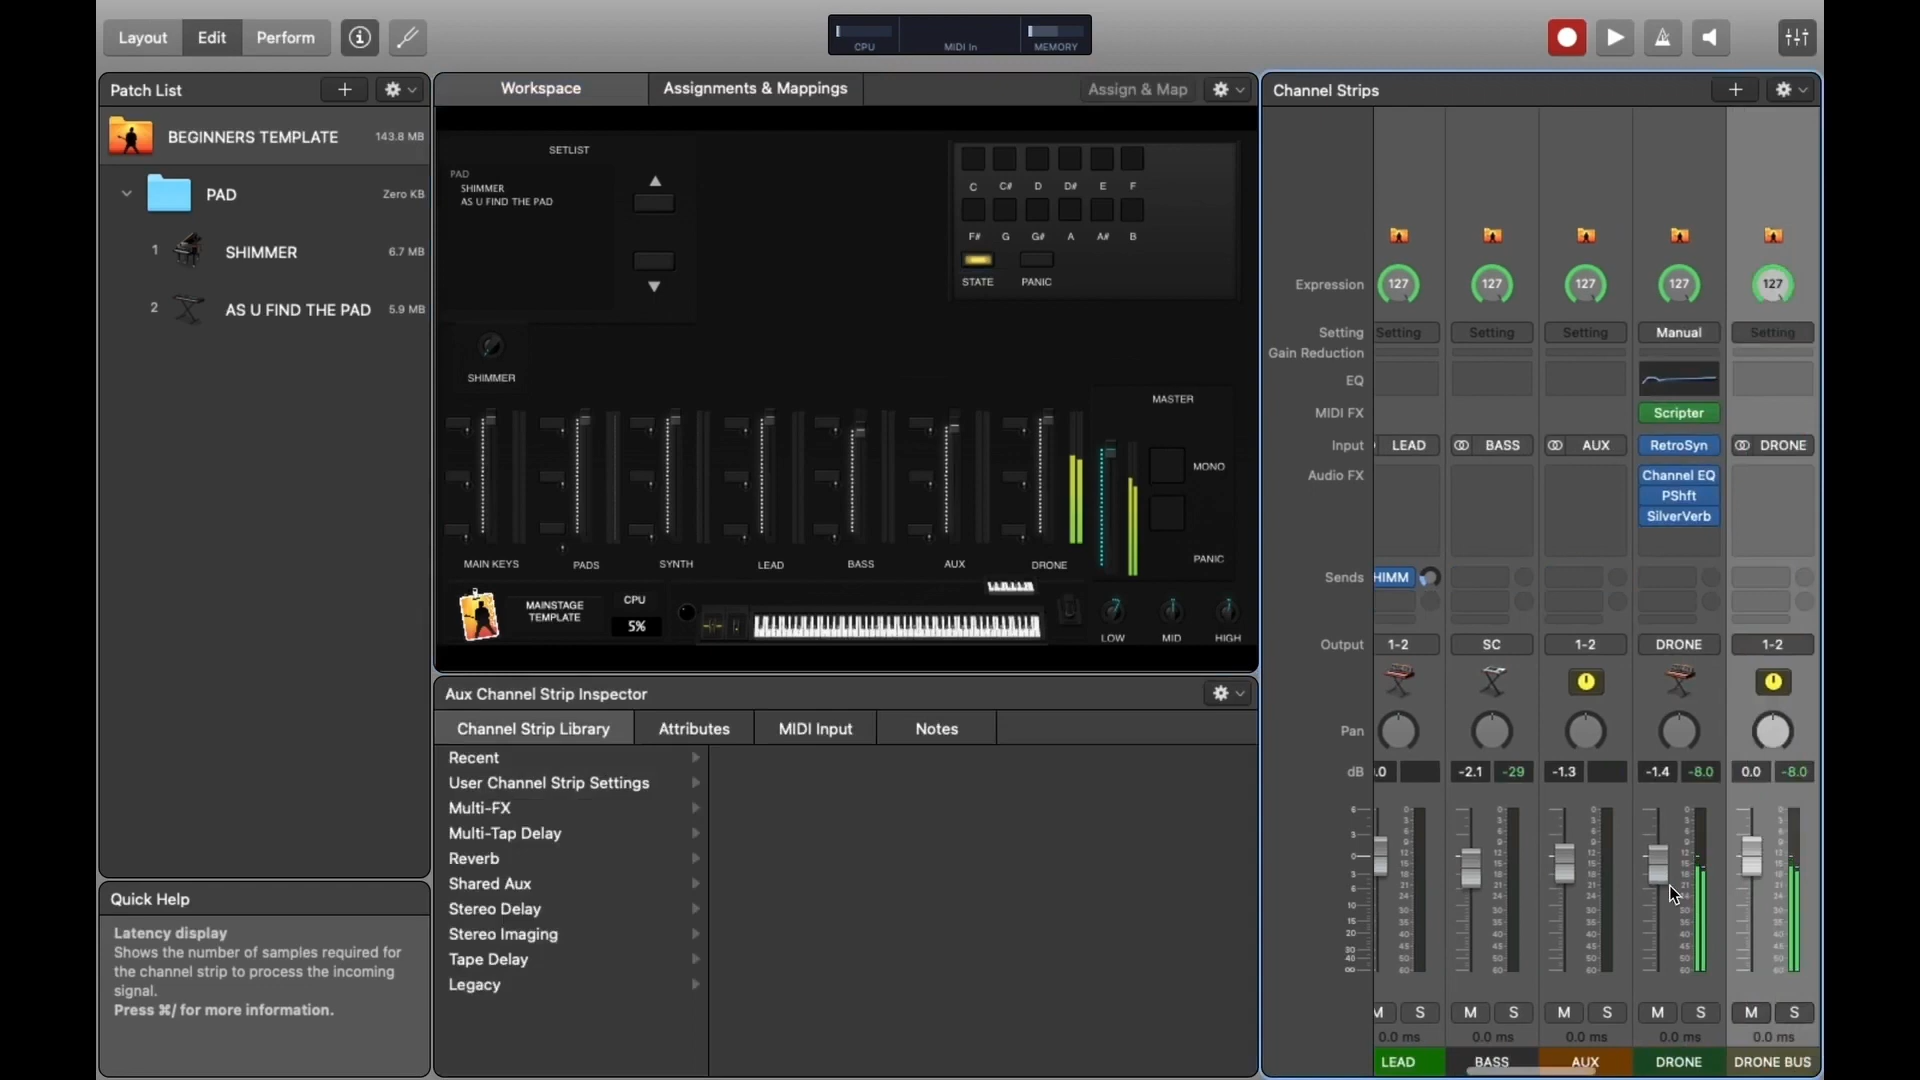 Layout Edit Perform
CPU MIDI In MEMORY
Patch List
BEGINNERS TEMPLATE 143.8 MB
PAD Zero KB
1 SHIMMER 6.7 MB
2 AS U FIND THE PAD 5.9 MB
Quick Help
Latency display
Shows the number of samples required for
the channel strip to process the incoming
signal.
Press ⌘/ for more information.
Workspace Assignments & Mappings Assign & Map
SETLIST
PAD
SHIMMER
AS U FIND THE PAD
C C# D D# E F
F# G G# A A# B
STATE PANIC
SHIMMER
MASTER
MONO
PANIC
MAIN KEYS PADS SYNTH LEAD BASS AUX DRONE
MAINSTAGE
TEMPLATE
CPU
5%
LOW MID HIGH
Aux Channel Strip Inspector
Channel Strip Library Attributes MIDI Input Notes
Recent
User Channel Strip Settings
Multi-FX
Multi-Tap Delay
Reverb
Shared Aux
Stereo Delay
Stereo Imaging
Tape Delay
Legacy
Channel Strips
Expression 127 127 127 127 127
Setting Setting Setting Setting Manual Setting
Gain Reduction
EQ
MIDI FX Scripter
Input LEAD BASS AUX RetroSyn DRONE
Audio FX Channel EQ
PShft
SilverVerb
Sends HIMM
Output 1-2 SC 1-2 DRONE 1-2
Pan
dB .0 -2.1 -29 -1.3 -1.4 -8.0 0.0 -8.0
M S M S M S M S M S
0.0 ms 0.0 ms 0.0 ms 0.0 ms 0.0 ms
LEAD BASS AUX DRONE DRONE BUS